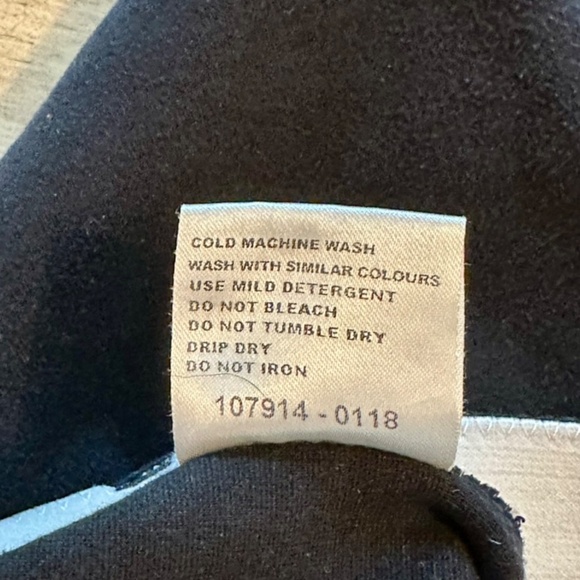 COLD MACHINE WASH
WASH WITH SIMILAR COLOURS
USE MILD DETERGENT
DO NOT BLEACH
DO NOT TUMBLE DRY
DRIP DRY
DO NOT IRON
107914 - 0118